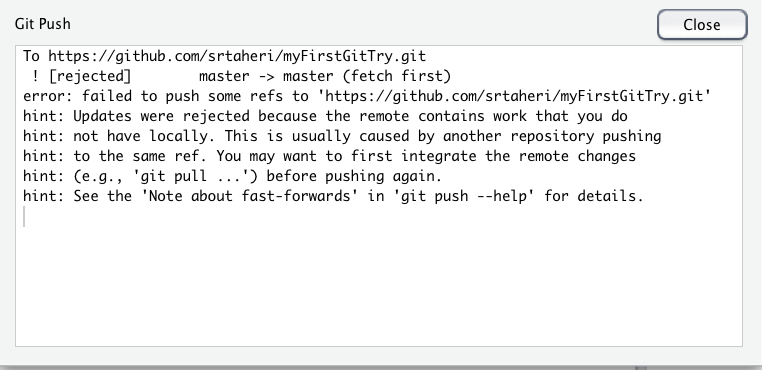 Git Push
Close
To https://github.com/srtaheri/myFirstGitTry.git
! [rejected] master -> master (fetch first)
error: failed to push some refs to 'https://github.com/srtaheri/myFirstGitTry.git'
hint: Updates were rejected because the remote contains work that you do
hint: not have locally. This is usually caused by another repository pushing
hint: to the same ref. You may want to first integrate the remote changes
hint: (e.g., 'git pull ...') before pushing again.
hint: See the 'Note about fast-forwards' in 'git push --help' for details.